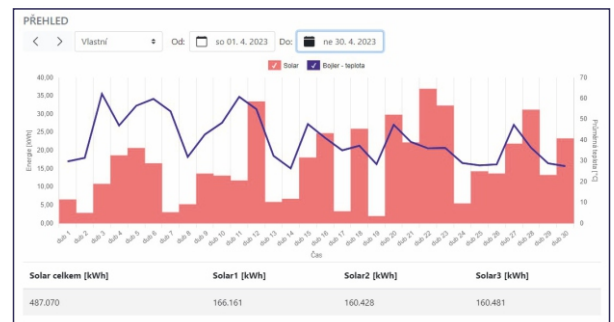 PŘEHLED
Vlastní Od: so 01. 4. 2023 Do: ne 30. 4. 2023
Solar Bojler - teplota
40,00
35,00
30,00
25,00
20,00
15,00
10,00
5,00
0,00
Energie [kWh]
70
60
50
40
30
20
10
0
Průměrná teplota [°C]
dub 1 dub 2 dub 3 dub 4 dub 5 dub 6 dub 7 dub 8 dub 9 dub 10 dub 11 dub 12 dub 13 dub 14 dub 15 dub 16 dub 17 dub 18 dub 19 dub 20 dub 21 dub 22 dub 23 dub 24 dub 25 dub 26 dub 27 dub 28 dub 29 dub 30
Čas
Solar celkem [kWh] Solar1 [kWh] Solar2 [kWh] Solar3 [kWh]
487.070 166.161 160.428 160.481